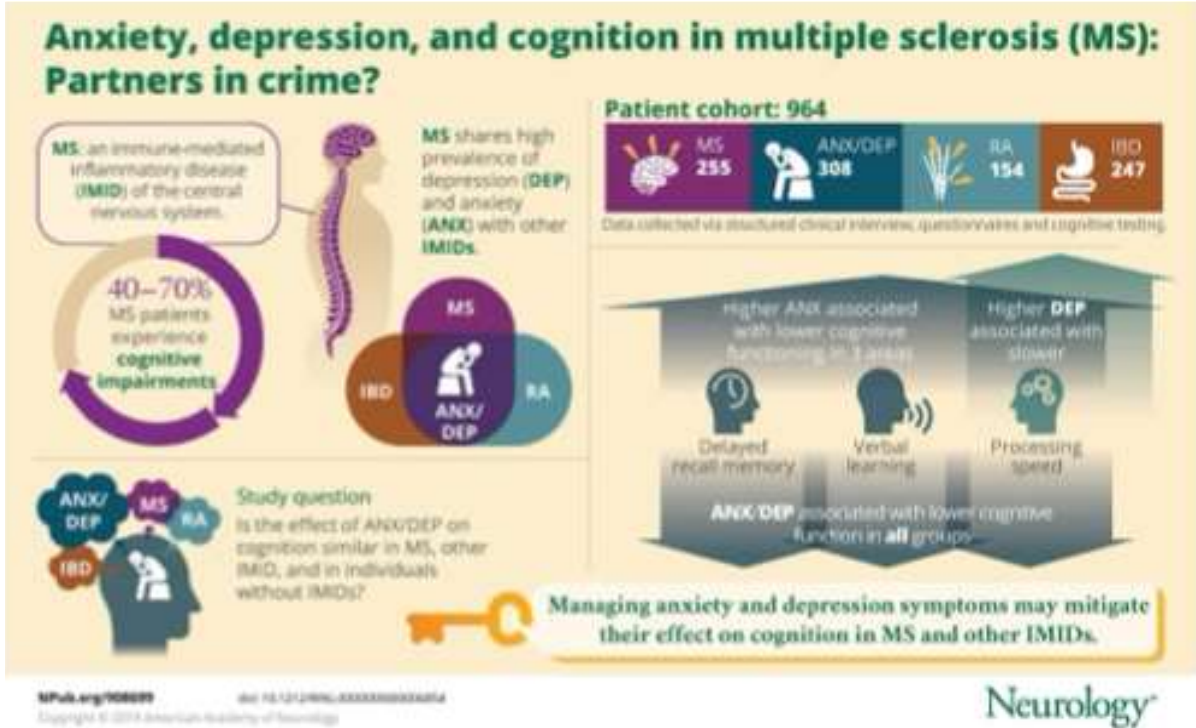 Anxiety, depression, and cognition in multiple sclerosis (MS):
Partners in crime?
MS: an immune-mediated
inflammatory disease
(IMID) of the central
nervous system.
MS shares high
prevalence of
depression (DEP)
and anxiety
(ANX) with other
IMIDs.
40–70%
MS patients
experience
cognitive
impairments
MS
IBD
ANX/
DEP
RA
ANX/
DEP
MS
RA
IBD
Study question
Is the effect of ANX/DEP on
cognition similar in MS, other
IMID, and in individuals
without IMIDs?
Patient cohort: 964
MS
255
ANX/DEP
308
RA
154
IBD
247
Data collected via structured clinical interview, questionnaires and cognitive testing.
Higher ANX associated
with lower cognitive
functioning in 3 areas
Higher DEP
associated with
slower
Delayed
recall memory
Verbal
learning
Processing
speed
ANX/DEP associated with lower cognitive
function in all groups
Managing anxiety and depression symptoms may mitigate
their effect on cognition in MS and other IMIDs.
Copyright © 2019 American Academy of Neurology
Neurology